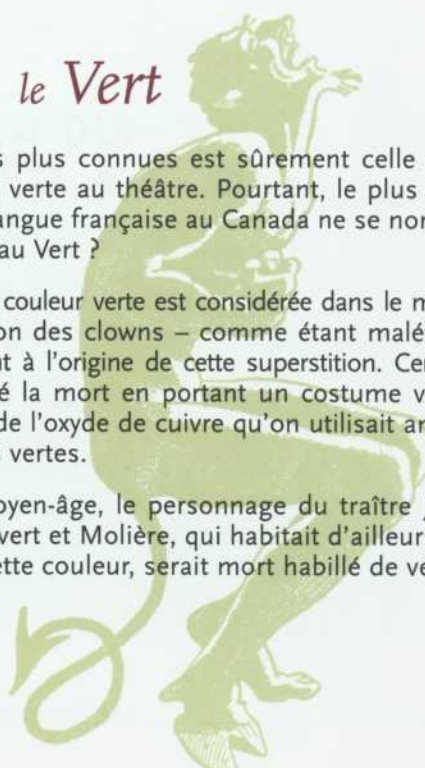 le Vert
s plus connues est sûrement celle
verte au théâtre. Pourtant, le plus
angue française au Canada ne se nor
au Vert ?
couleur verte est considérée dans le m
on des clowns – comme étant malé
nt à l'origine de cette superstition. Cer
é la mort en portant un costume v
de l'oxyde de cuivre qu'on utilisait an
s vertes.
oyen-âge, le personnage du traître j
vert et Molière, qui habitait d'ailleur
ette couleur, serait mort habillé de ve